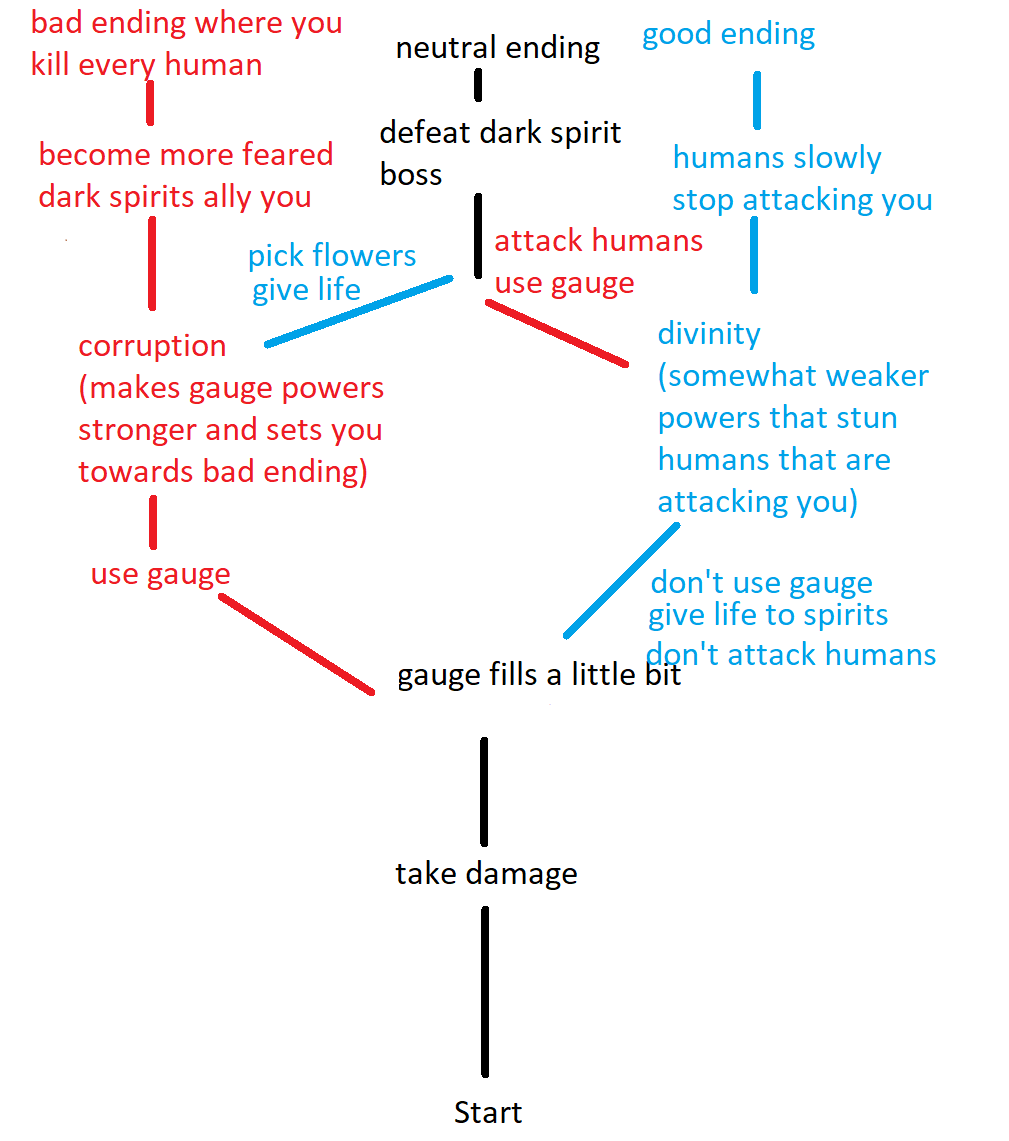 bad ending where you
kill every human
neutral ending
good ending
defeat dark spirit
boss
become more feared
dark spirits ally you
humans slowly
stop attacking you
pick flowers
give life
attack humans
use gauge
corruption
(makes gauge powers
stronger and sets you
towards bad ending)
divinity
(somewhat weaker
powers that stun
humans that are
attacking you)
use gauge
don't use gauge
give life to spirits
don't attack humans
gauge fills a little bit
take damage
Start